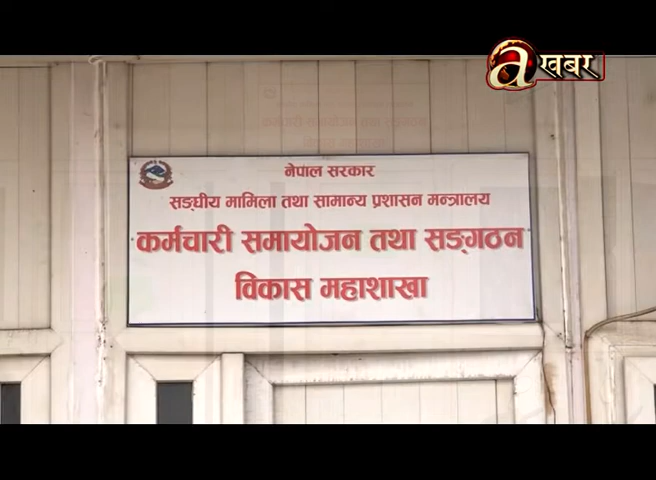 a खबर
नेपाल सरकार
सङ्घीय मामिला तथा सामान्य प्रशासन मन्त्रालय
कर्मचारी समायोजन तथा सङ्गठन
विकास महाशाखा